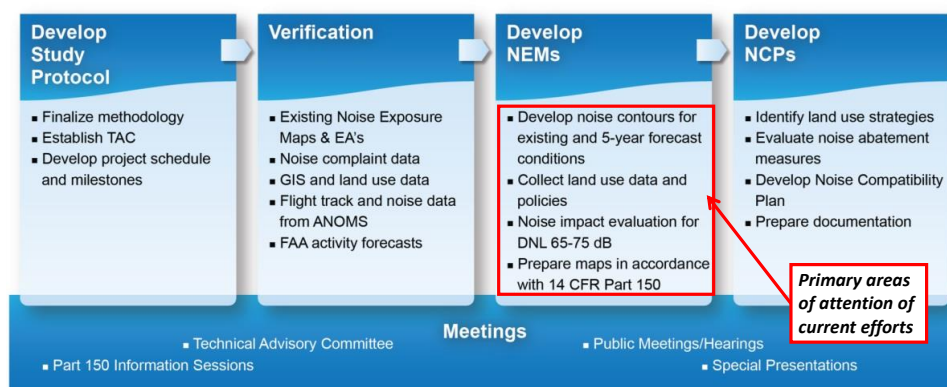 Develop
Study
Protocol
▪ Finalize methodology
▪ Establish TAC
▪ Develop project schedule
and milestones
Verification
▪ Existing Noise Exposure
Maps & EA's
▪ Noise complaint data
▪ GIS and land use data
▪ Flight track and noise data
from ANOMS
▪ FAA activity forecasts
Develop
NEMs
▪ Develop noise contours for
existing and 5-year forecast
conditions
▪ Collect land use data and
policies
▪ Noise impact evaluation for
DNL 65-75 dB
▪ Prepare maps in accordance
with 14 CFR Part 150
Develop
NCPs
▪ Identify land use strategies
▪ Evaluate noise abatement
measures
▪ Develop Noise Compatibility
Plan
▪ Prepare documentation
Primary areas
of attention of
current efforts
Meetings
▪ Technical Advisory Committee
▪ Public Meetings/Hearings
▪ Part 150 Information Sessions
▪ Special Presentations